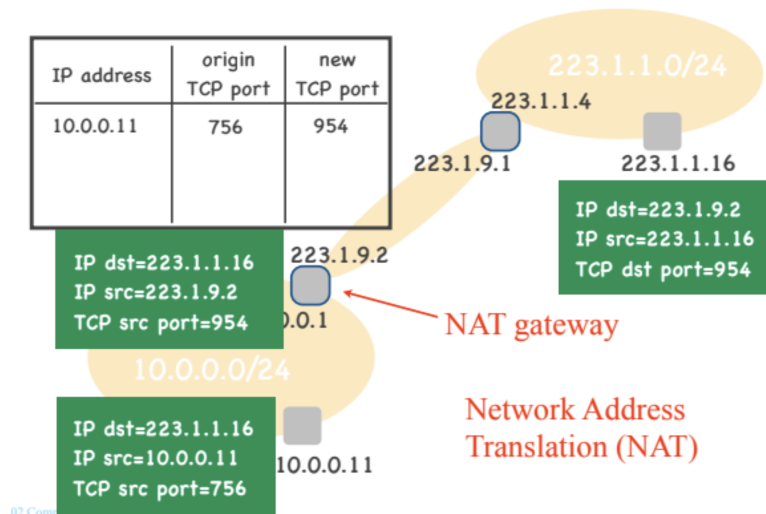 IP address
origin
TCP port
new
TCP port
10.0.0.11
756
954
223.1.1.0/24
223.1.1.4
223.1.9.1
223.1.1.16
IP dst=223.1.9.2
IP src=223.1.1.16
TCP dst port=954
IP dst=223.1.1.16
IP src=223.1.9.2
TCP src port=954
223.1.9.2
.0.1
NAT gateway
10.0.0.0/24
Network Address
Translation (NAT)
IP dst=223.1.1.16
IP src=10.0.0.11
TCP src port=756
10.0.0.11
02